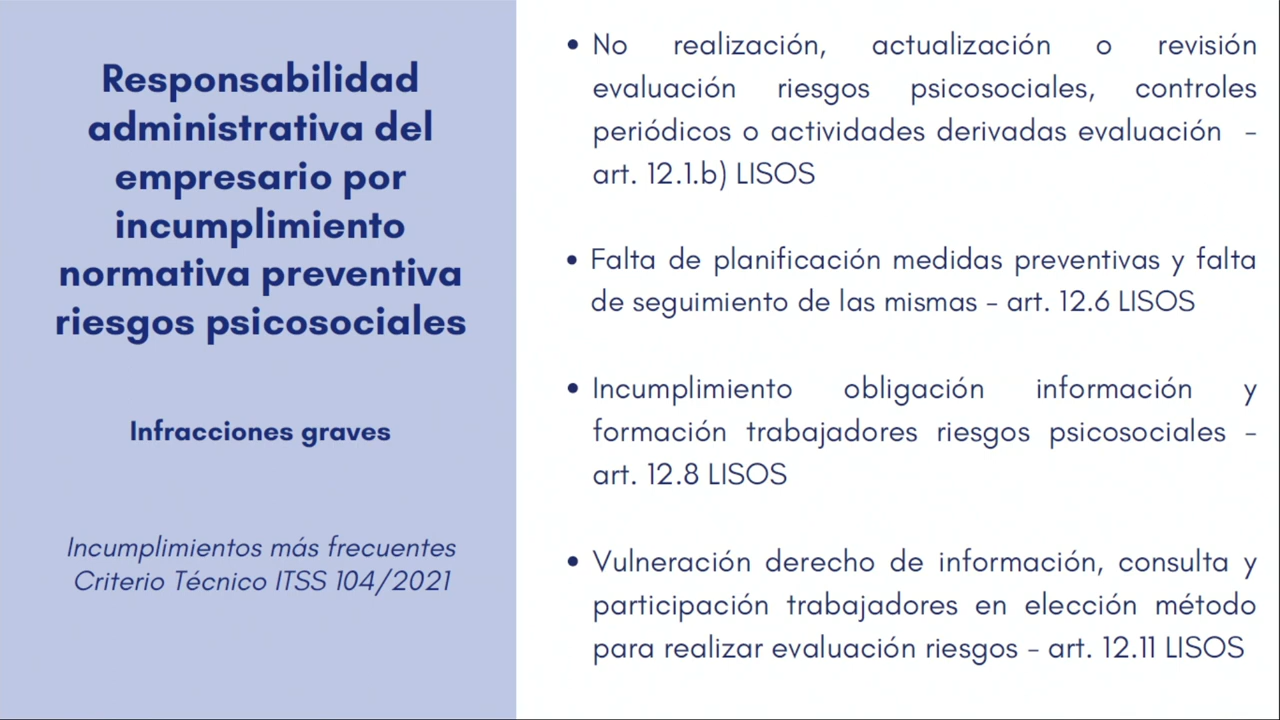 Responsabilidad
administrativa del
empresario por
incumplimiento
normativa preventiva
riesgos psicosociales
Infracciones graves
Incumplimientos más frecuentes
Criterio Técnico ITSS 104/2021
• No realización, actualización o revisión
evaluación riesgos psicosociales, controles
periódicos o actividades derivadas evaluación -
art. 12.1.b) LISOS
• Falta de planificación medidas preventivas y falta
de seguimiento de las mismas - art. 12.6 LISOS
• Incumplimiento obligación información y
formación trabajadores riesgos psicosociales -
art. 12.8 LISOS
• Vulneración derecho de información, consulta y
participación trabajadores en elección método
para realizar evaluación riesgos - art. 12.11 LISOS